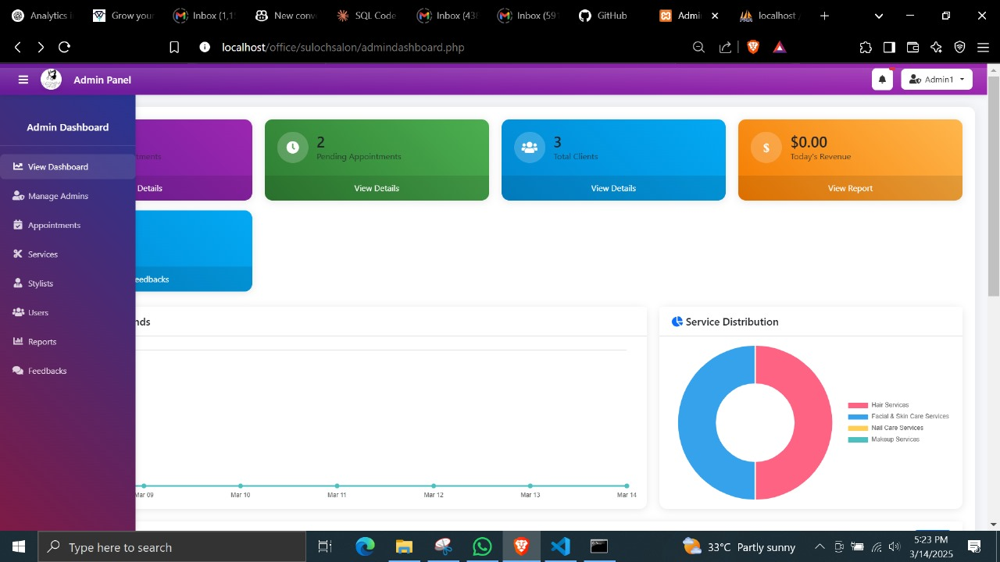 Analytics i
Grow your
Inbox (1,1
New conv
SQL Code
Inbox (438
Inbox (591
GitHub
Admi
localhost /
localhost/office/sulochsalon/admindashboard.php
Admin Panel
Admin1
Admin Dashboard
View Dashboard
Manage Admins
Appointments
Services
Stylists
Users
Reports
Feedbacks
tments
Details
2
Pending Appointments
View Details
3
Total Clients
View Details
$0.00
Today's Revenue
View Report
eedbacks
nds
Mar 09
Mar 10
Mar 11
Mar 12
Mar 13
Mar 14
Service Distribution
Hair Services
Facial & Skin Care Services
Nail Care Services
Makeup Services
Type here to search
33°C Partly sunny
5:23 PM
3/14/2025